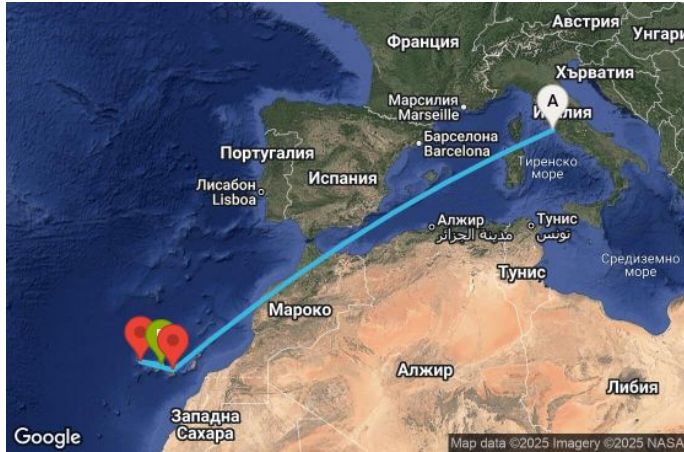 Австрия
Франция
Унгари
Хърватия
A
Марсилия
Marseille
Португалия
Барселона
Barcelona
Тиренско
море
Испания
Лисабон
Lisboa
Алжир
مدينة الجزائر
Тунис
تونس
Средиземно
море
Тунис
Мароко
Алжир
Либия
Западна
Сахара
Google
Map data ©2025 Imagery ©2025 NASA